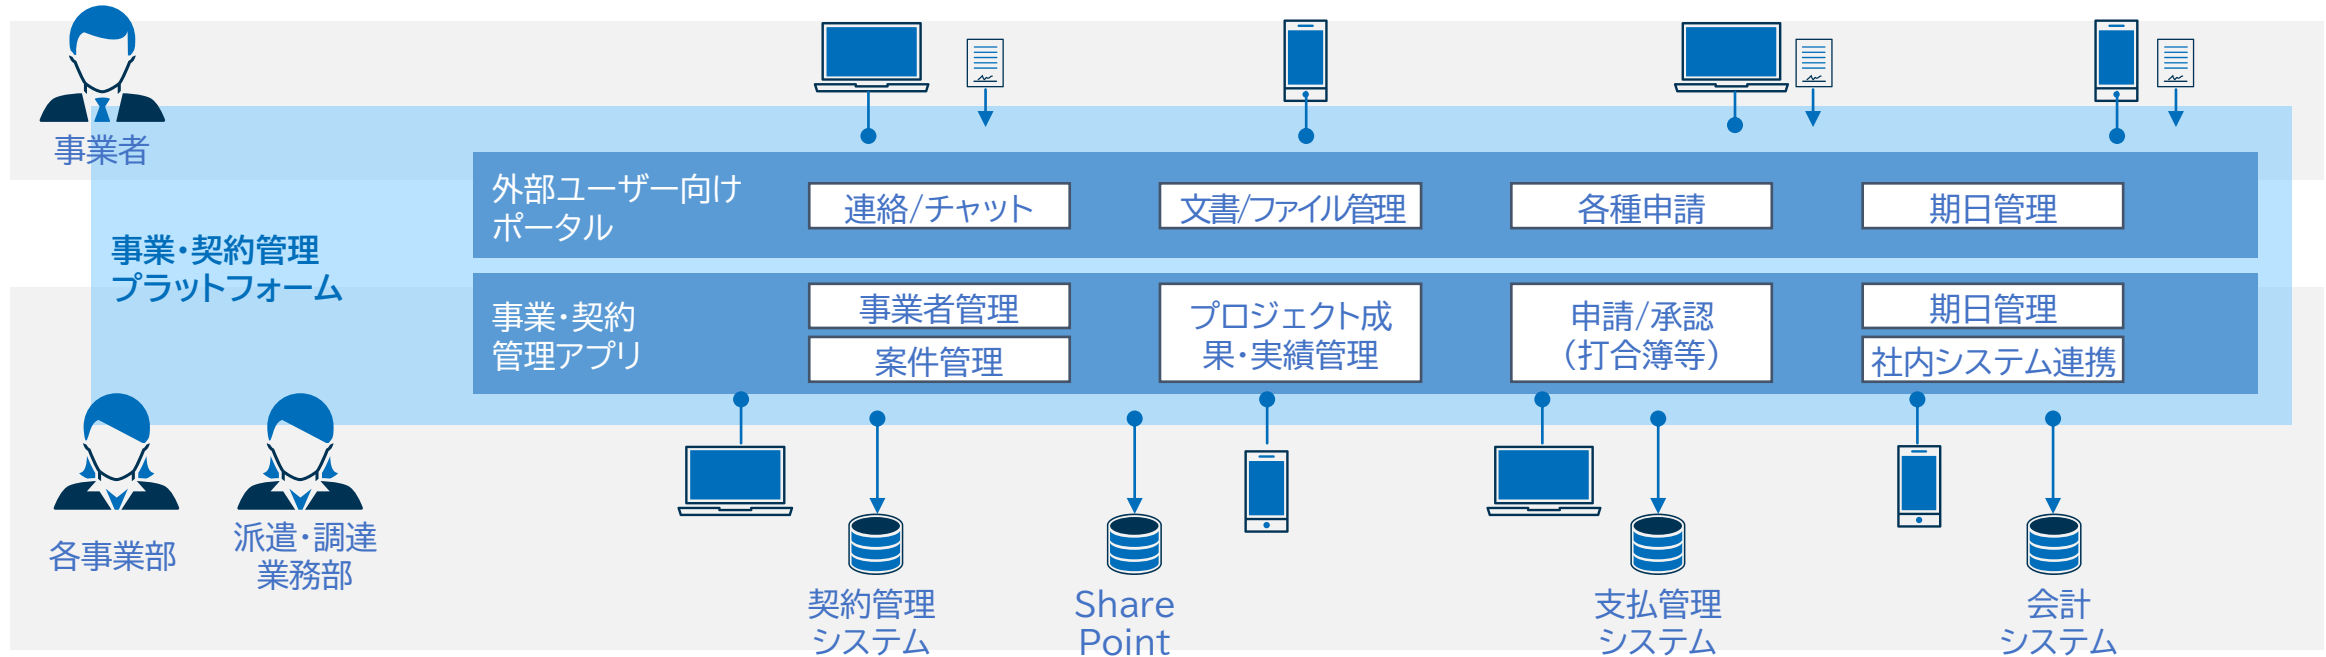 事業者
外部ユーザー向け
ポータル
連絡/チャット
文書/ファイル管理
各種申請
期日管理
事業・契約管理
プラットフォーム
事業・契約
管理アプリ
事業者管理
案件管理
プロジェクト成
果・実績管理
申請/承認
（打合簿等）
期日管理
社内システム連携
各事業部
派遣・調達
業務部
契約管理
システム
Share
Point
支払管理
システム
会計
システム